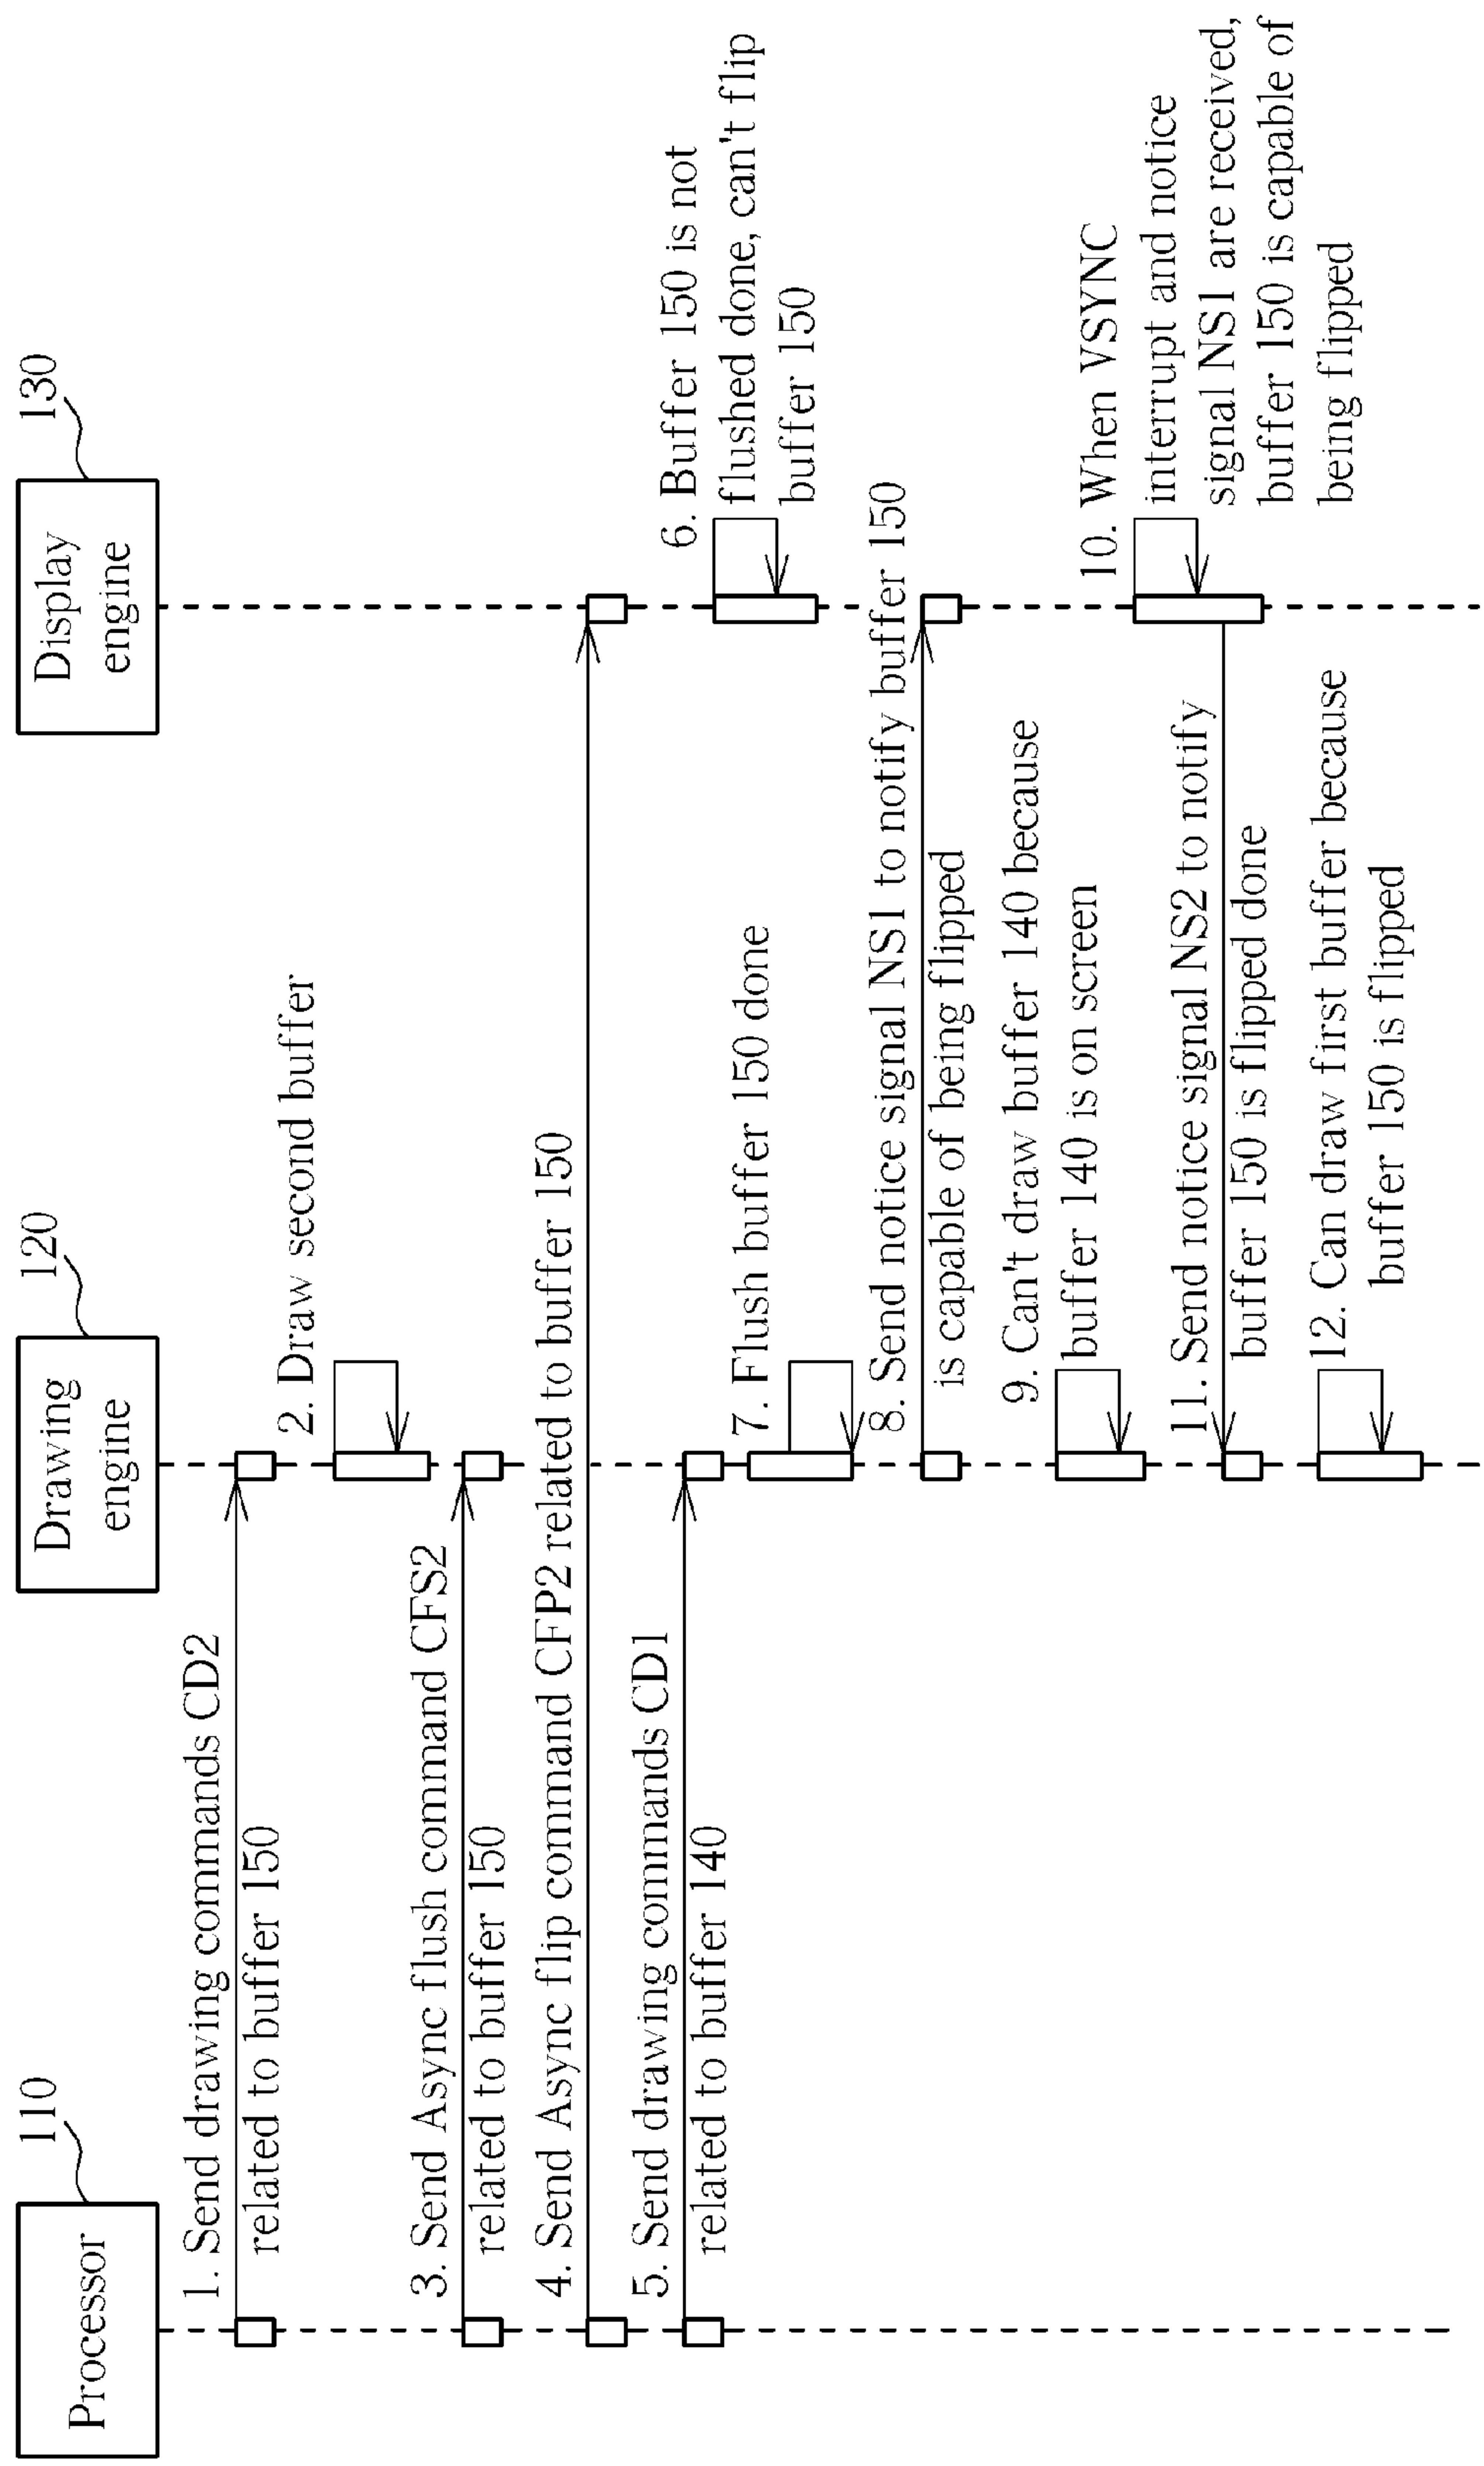 Processor
110
Drawing
engine
120
Display
engine
130
1. Send drawing commands CD2
related to buffer 150
2. Draw second buffer
3. Send Async flush command CFS2
related to buffer 150
4. Send Async flip command CFP2 related to buffer 150
5. Send drawing commands CD1
related to buffer 140
6. Buffer 150 is not
flushed done, can't flip
buffer 150
7. Flush buffer 150 done
8. Send notice signal NS1 to notify buffer 150
is capable of being flipped
9. Can't draw buffer 140 because
buffer 140 is on screen
10. When VSYNC
interrupt and notice
signal NS1 are received,
buffer 150 is capable of
being flipped
11. Send notice signal NS2 to notify
buffer 150 is flipped done
12. Can draw first buffer because
buffer 150 is flipped